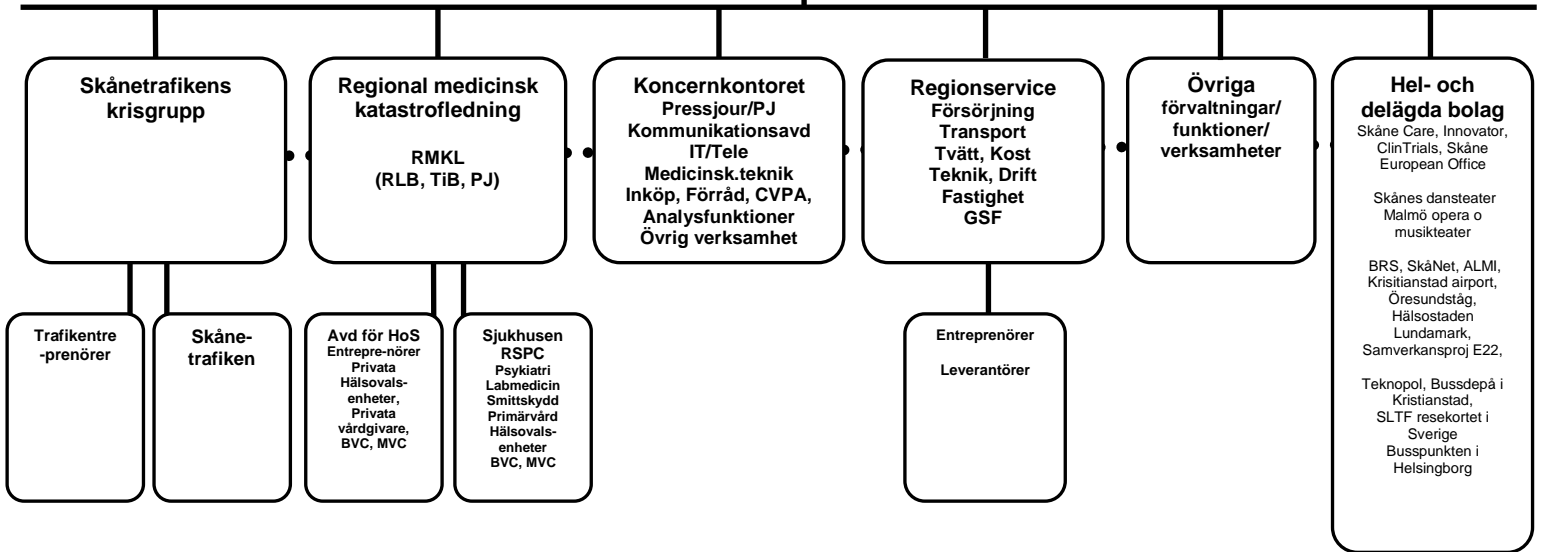 Skånetrafikens
krisgrupp
Regional medicinsk
katastrofledning
RMKL
(RLB, TiB, PJ)
Koncernkontoret
Pressjour/PJ
Kommunikationsavd
IT/Tele
Medicinsk.teknik
Inköp, Förråd, CVPA,
Analysfunktioner
Övrig verksamhet
Regionservice
Försörjning
Transport
Tvätt, Kost
Teknik, Drift
Fastighet
GSF
Övriga
förvaltningar/
funktioner/
verksamheter
Hel- och
delägda bolag
Skåne Care, Innovator,
ClinTrials, Skåne
European Office
Skånes dansteater
Malmö opera o
musikteater
BRS, SkåNet, ALMI,
Krisitianstad airport,
Öresundståg,
Hälsostaden
Lundamark,
Samverkansproj E22,
Teknopol, Bussdepå i
Kristianstad,
SLTF resekortet i
Sverige
Busspunkten i
Helsingborg
Trafikentre
-prenörer
Skåne-
trafiken
Avd för HoS
Entrepre-nörer
Privata
Hälsovals-
enheter,
Privata
vårdgivare,
BVC, MVC
Sjukhusen
RSPC
Psykiatri
Labmedicin
Smittskydd
Primärvård
Hälsovals-
enheter
BVC, MVC
Entreprenörer
Leverantörer